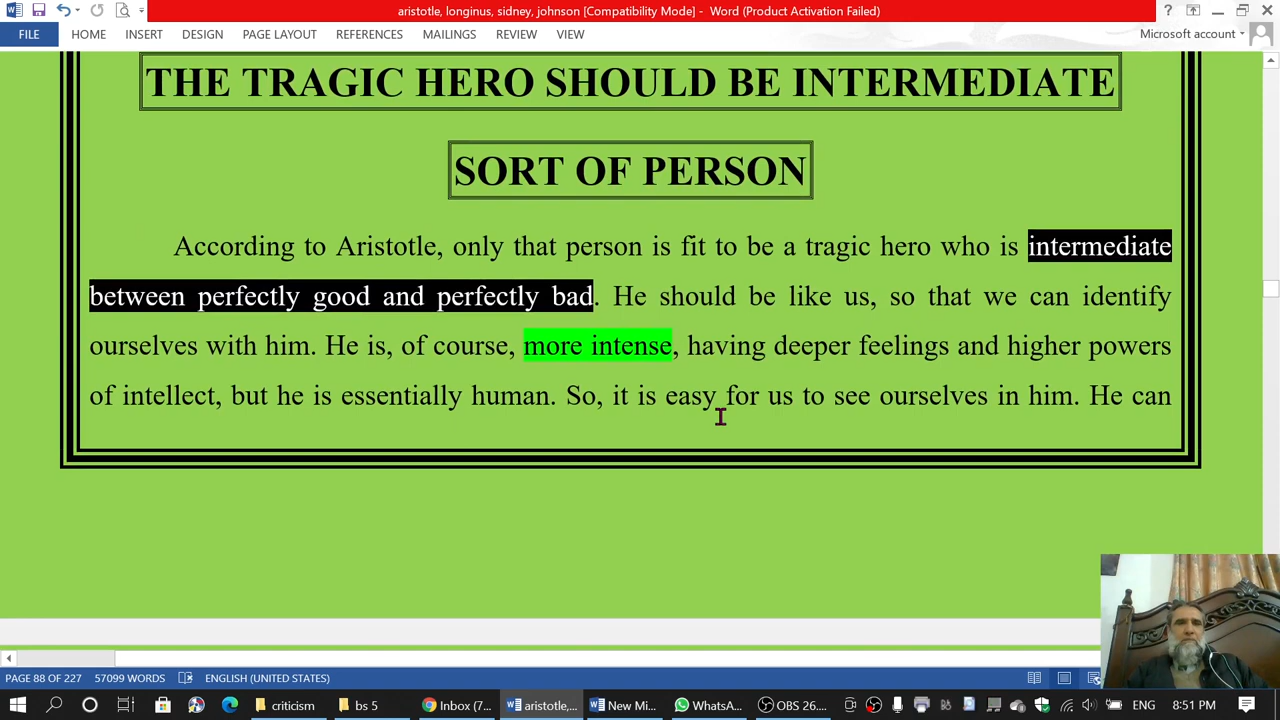 aristotle, longinus, sidney, johnson [Compatibility Mode] - Word (Product Activation Failed)
FILE HOME INSERT DESIGN PAGE LAYOUT REFERENCES MAILINGS REVIEW VIEW Microsoft account
THE TRAGIC HERO SHOULD BE INTERMEDIATE
SORT OF PERSON
According to Aristotle, only that person is fit to be a tragic hero who is intermediate
between perfectly good and perfectly bad. He should be like us, so that we can identify
ourselves with him. He is, of course, more intense, having deeper feelings and higher powers
of intellect, but he is essentially human. So, it is easy for us to see ourselves in him. He can
PAGE 88 OF 227 57099 WORDS ENGLISH (UNITED STATES)
criticism bs 5 Inbox (7... aristotle,... New Mi... WhatsA... OBS 26.... 8:51 PM